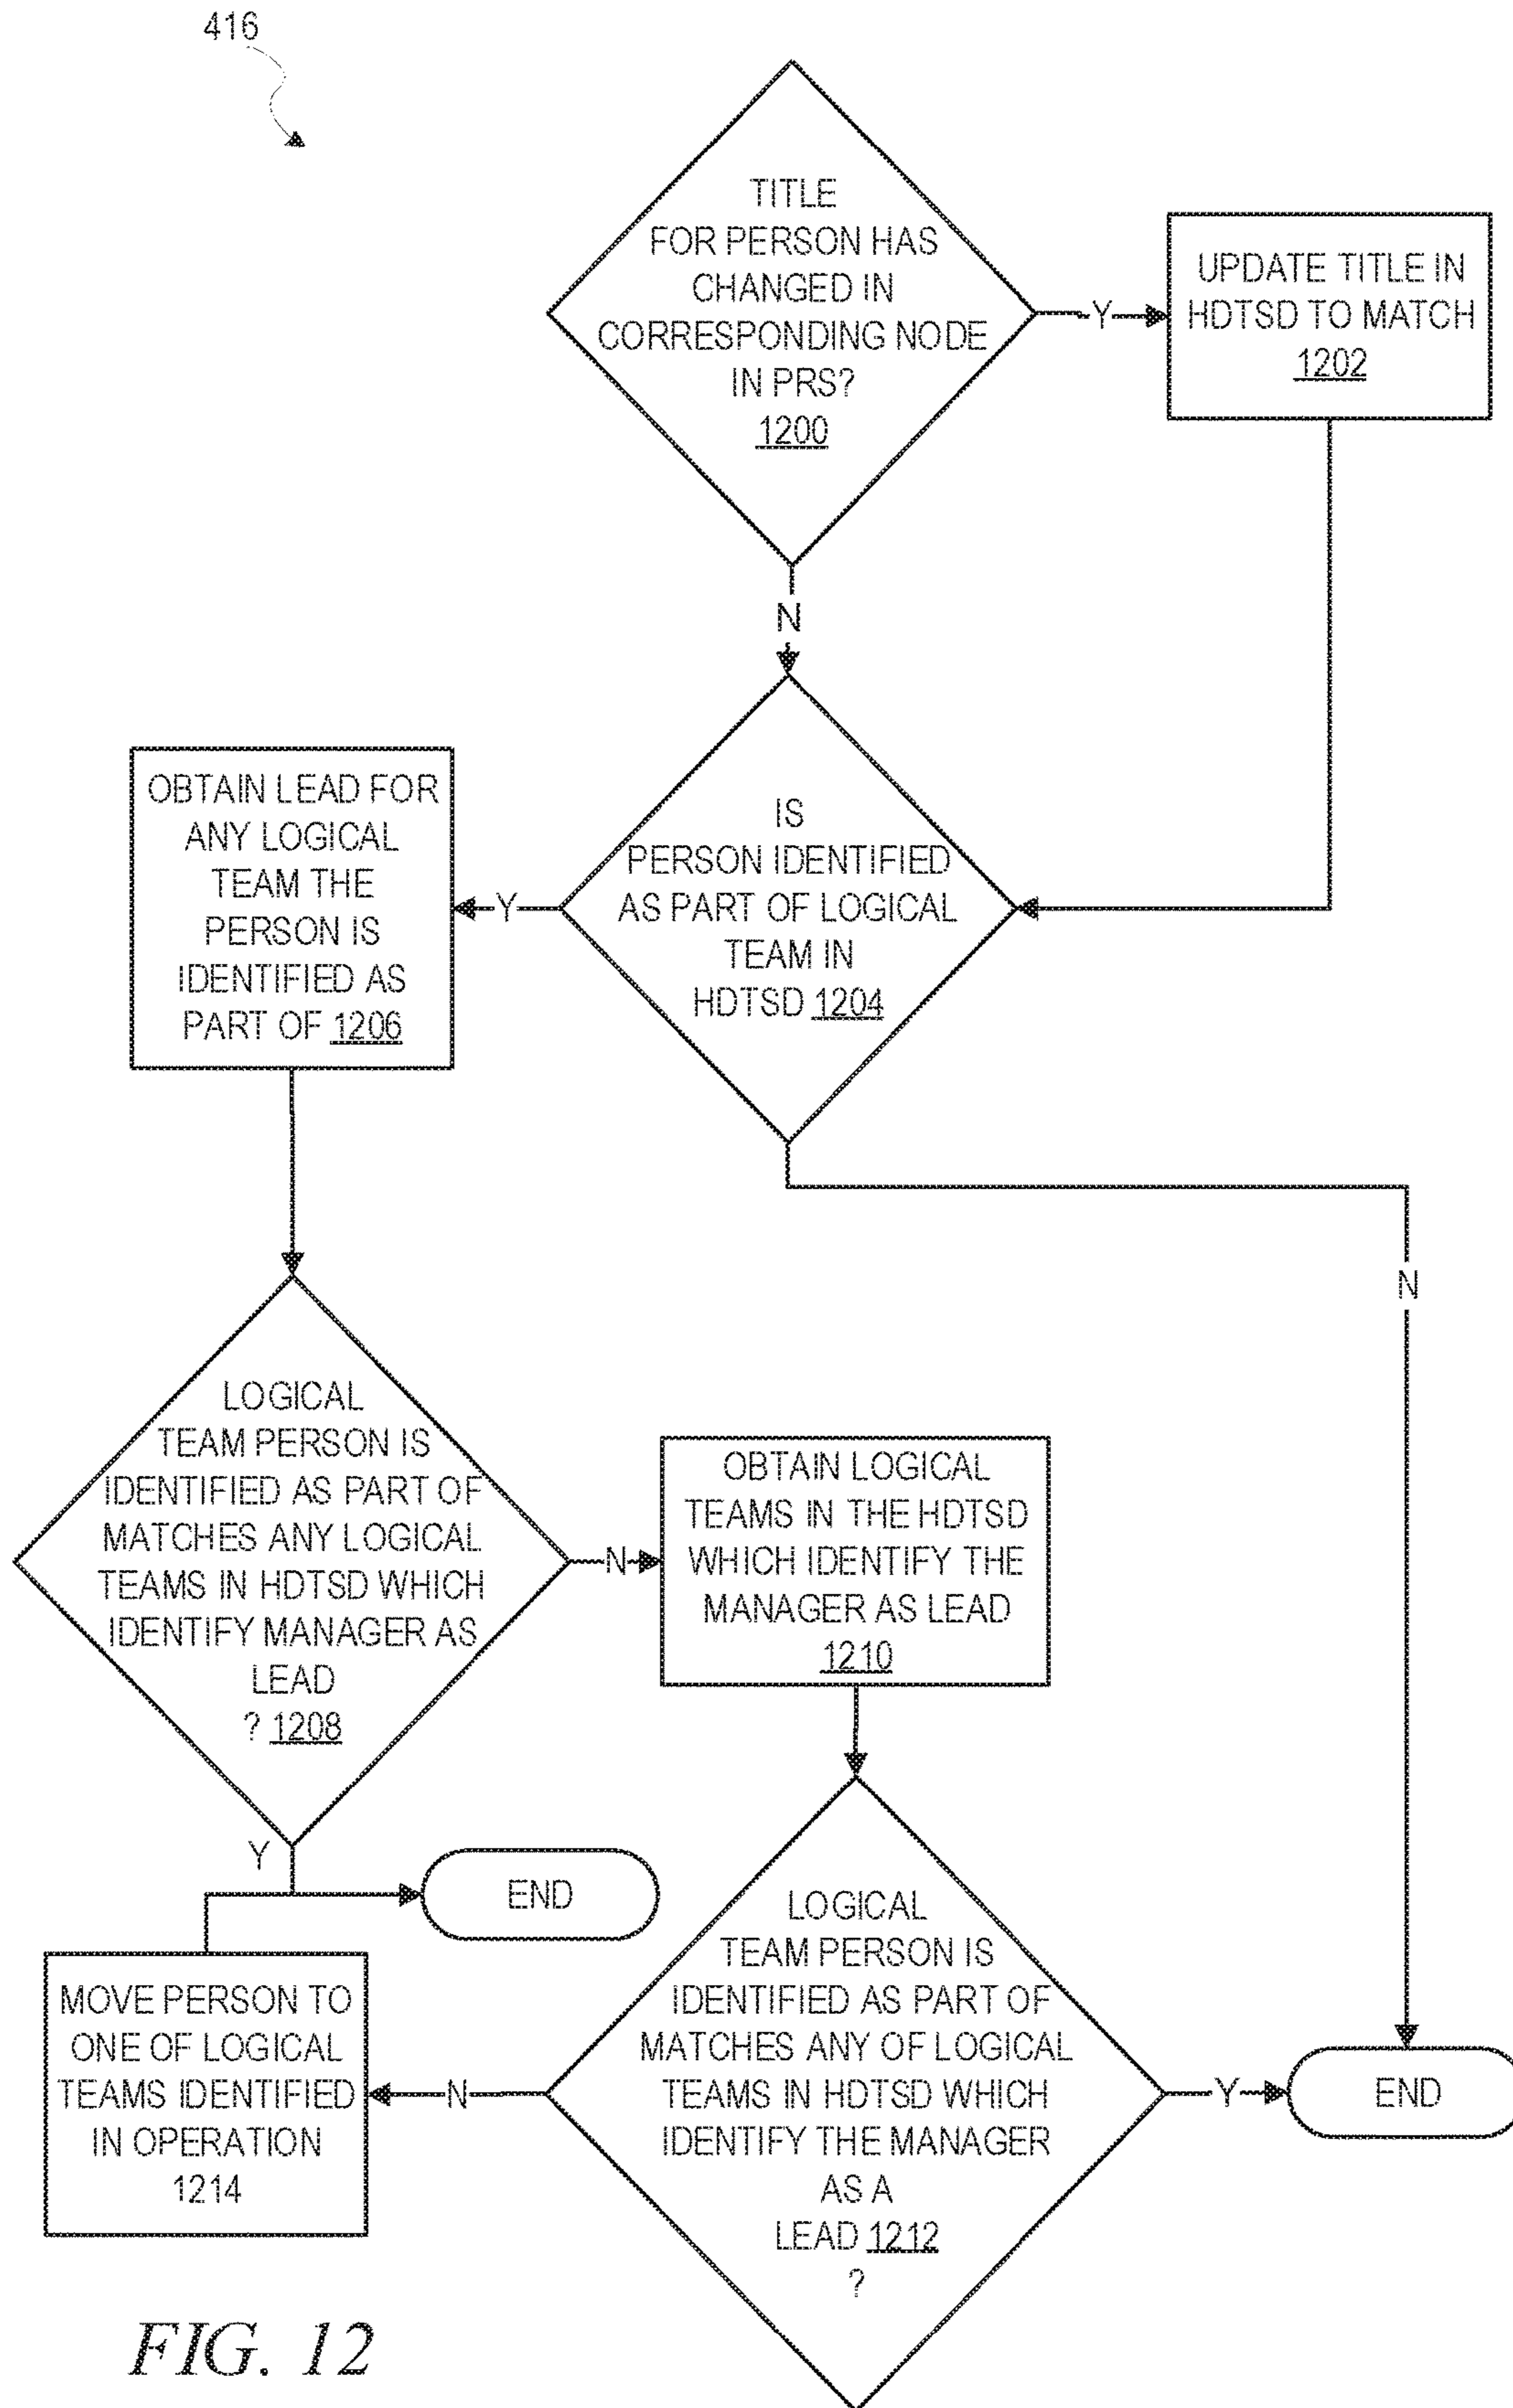 416
TITLE
FOR PERSON HAS
CHANGED IN
CORRESPONDING NODE
IN PRS?
1200
Y
UPDATE TITLE IN
HDTSD TO MATCH
1202
N
IS
PERSON IDENTIFIED
AS PART OF LOGICAL
TEAM IN
HDTSD 1204
Y
OBTAIN LEAD FOR
ANY LOGICAL
TEAM THE
PERSON IS
IDENTIFIED AS
PART OF 1206
N
LOGICAL
TEAM PERSON IS
IDENTIFIED AS PART OF
MATCHES ANY LOGICAL
TEAMS IN HDTSD WHICH
IDENTIFY MANAGER AS
LEAD
? 1208
N
OBTAIN LOGICAL
TEAMS IN THE HDTSD
WHICH IDENTIFY THE
MANAGER AS LEAD
1210
Y
END
LOGICAL
TEAM PERSON IS
IDENTIFIED AS PART OF
MATCHES ANY OF LOGICAL
TEAMS IN HDTSD WHICH
IDENTIFY THE MANAGER
AS A
LEAD 1212
?
Y
END
N
MOVE PERSON TO
ONE OF LOGICAL
TEAMS IDENTIFIED
IN OPERATION
1214
FIG. 12